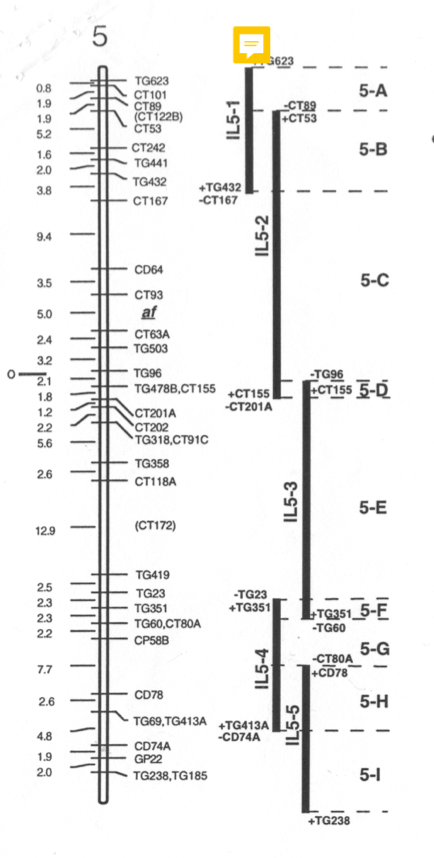 5
0.8
1.9
1.9
5.2
1.6
2.0
3.8
9.4
3.5
5.0
2.4
3.2
0
2.1
1.8
1.2
2.2
5.6
2.6
12.9
2.5
2.3
2.3
2.2
7.7
2.6
4.8
1.9
2.0
TG623
CT101
CT89
(CT122B)
CT53
CT242
TG441
TG432
CT167
CD64
CT93
af
CT63A
TG503
TG96
TG478B,CT155
CT201A
CT202
TG318,CT91C
TG358
CT118A
(CT172)
TG419
TG23
TG351
TG60,CT80A
CP58B
CD78
TG69,TG413A
CD74A
GP22
TG238,TG185
TG623
IL5-1
+TG432
-CT167
-CT89
+CT53
IL5-2
+CT155
-CT201A
-TG96
+CT155
IL5-3
+TG351
-TG60
-TG23
+TG351
IL5-4
+TG413A
-CD74A
-CT80A
+CD78
IL5-5
+TG238
5-A
5-B
5-C
5-D
5-E
5-F
5-G
5-H
5-I